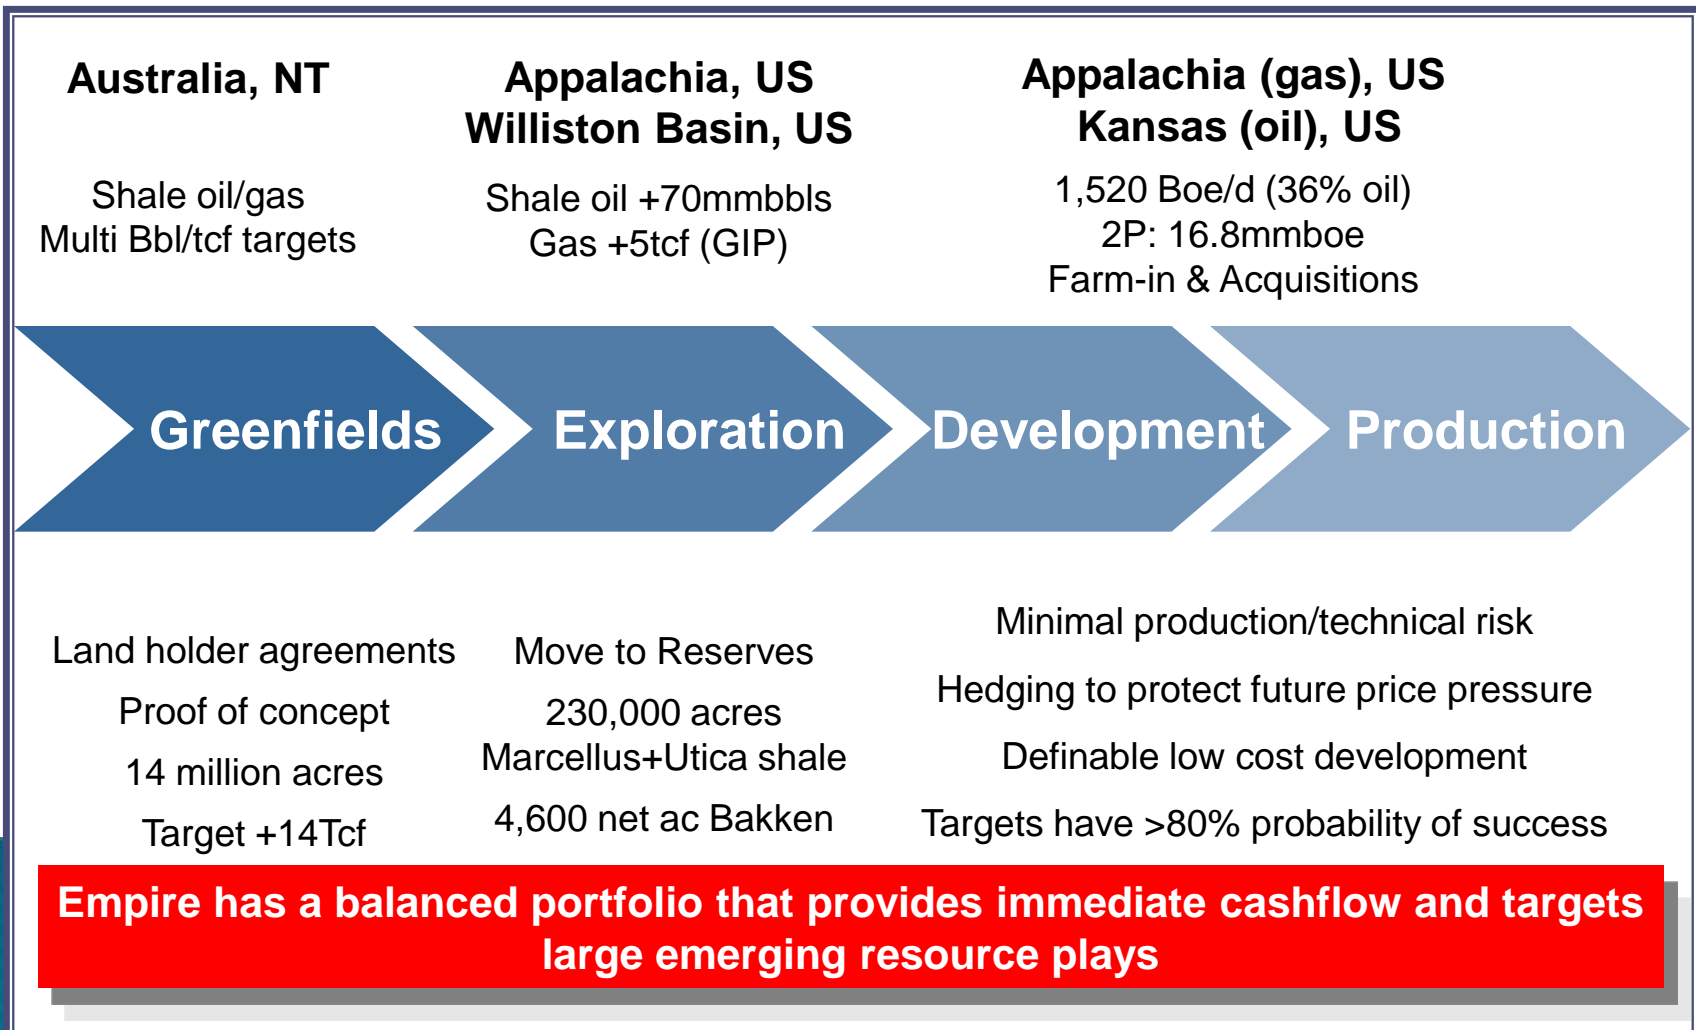 Australia, NT
Shale oil/gas
Multi Bbl/tcf targets
Appalachia, US
Williston Basin, US
Shale oil +70mmbbls
Gas +5tcf (GIP)
Appalachia (gas), US
Kansas (oil), US
1,520 Boe/d (36% oil)
2P: 16.8mmboe
Farm-in & Acquisitions
Greenfields
Exploration
Development
Production
Land holder agreements
Proof of concept
14 million acres
Target +14Tcf
Move to Reserves
230,000 acres
Marcellus+Utica shale
4,600 net ac Bakken
Minimal production/technical risk
Hedging to protect future price pressure
Definable low cost development
Targets have >80% probability of success
Empire has a balanced portfolio that provides immediate cashflow and targets
large emerging resource plays